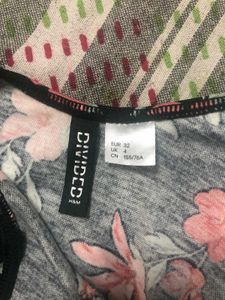 DIVIDED
H&M
EUR 32
UK 4
CN 155/76A